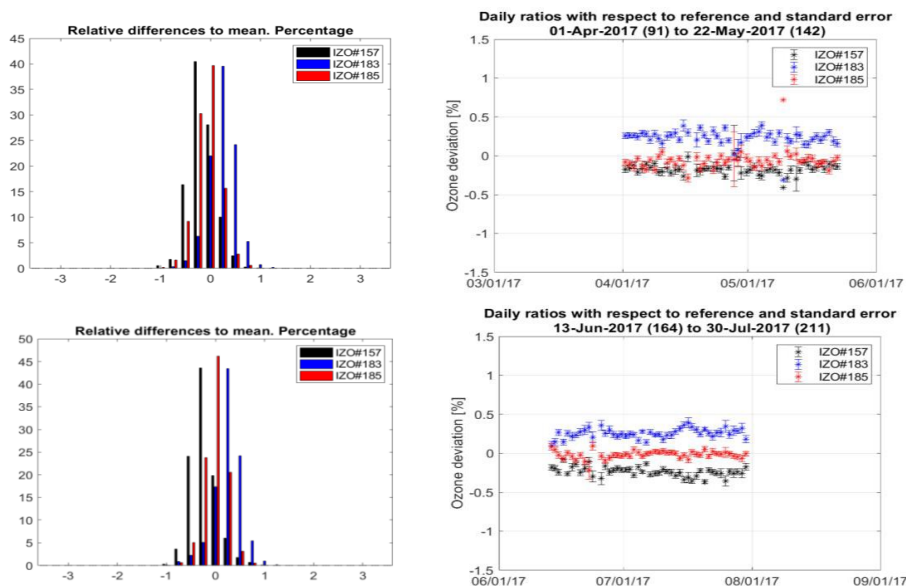 Relative differences to mean. Percentage
45
40
35
30
25
20
15
10
5
0
-3 -2 -1 0 1 2 3
IZO#157
IZO#183
IZO#185
Daily ratios with respect to reference and standard error
01-Apr-2017 (91) to 22-May-2017 (142)
Ozone deviation [%]
1.5
1
0.5
0
-0.5
-1
-1.5
03/01/17 04/01/17 05/01/17 06/01/17
IZO#157
IZO#183
IZO#185
Relative differences to mean. Percentage
50
45
40
35
30
25
20
15
10
5
0
-3 -2 -1 0 1 2 3
IZO#157
IZO#183
IZO#185
Daily ratios with respect to reference and standard error
13-Jun-2017 (164) to 30-Jul-2017 (211)
Ozone deviation [%]
1.5
1
0.5
0
-0.5
-1
-1.5
06/01/17 07/01/17 08/01/17 09/01/17
IZO#157
IZO#183
IZO#185